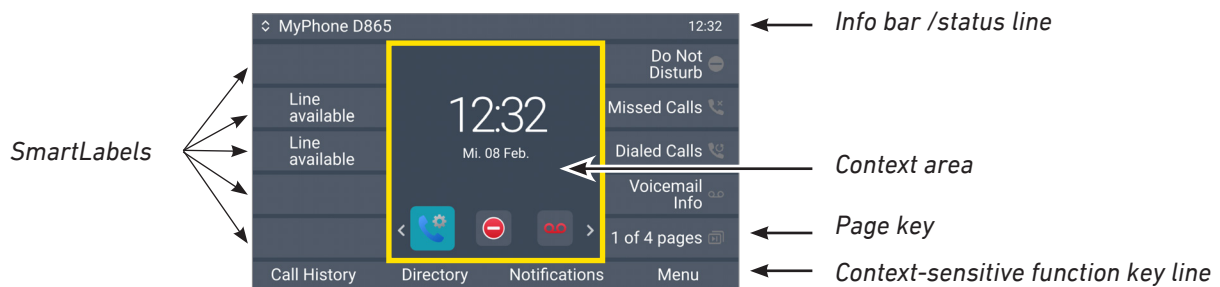 MyPhone D865
12:32
Info bar /status line
Do Not
Disturb
Line
available
12:32
Missed Calls
SmartLabels
Line
available
Mi. 08 Feb.
Dialed Calls
Context area
Voicemail
Info
1 of 4 pages
Page key
Call History
Directory
Notifications
Menu
Context-sensitive function key line